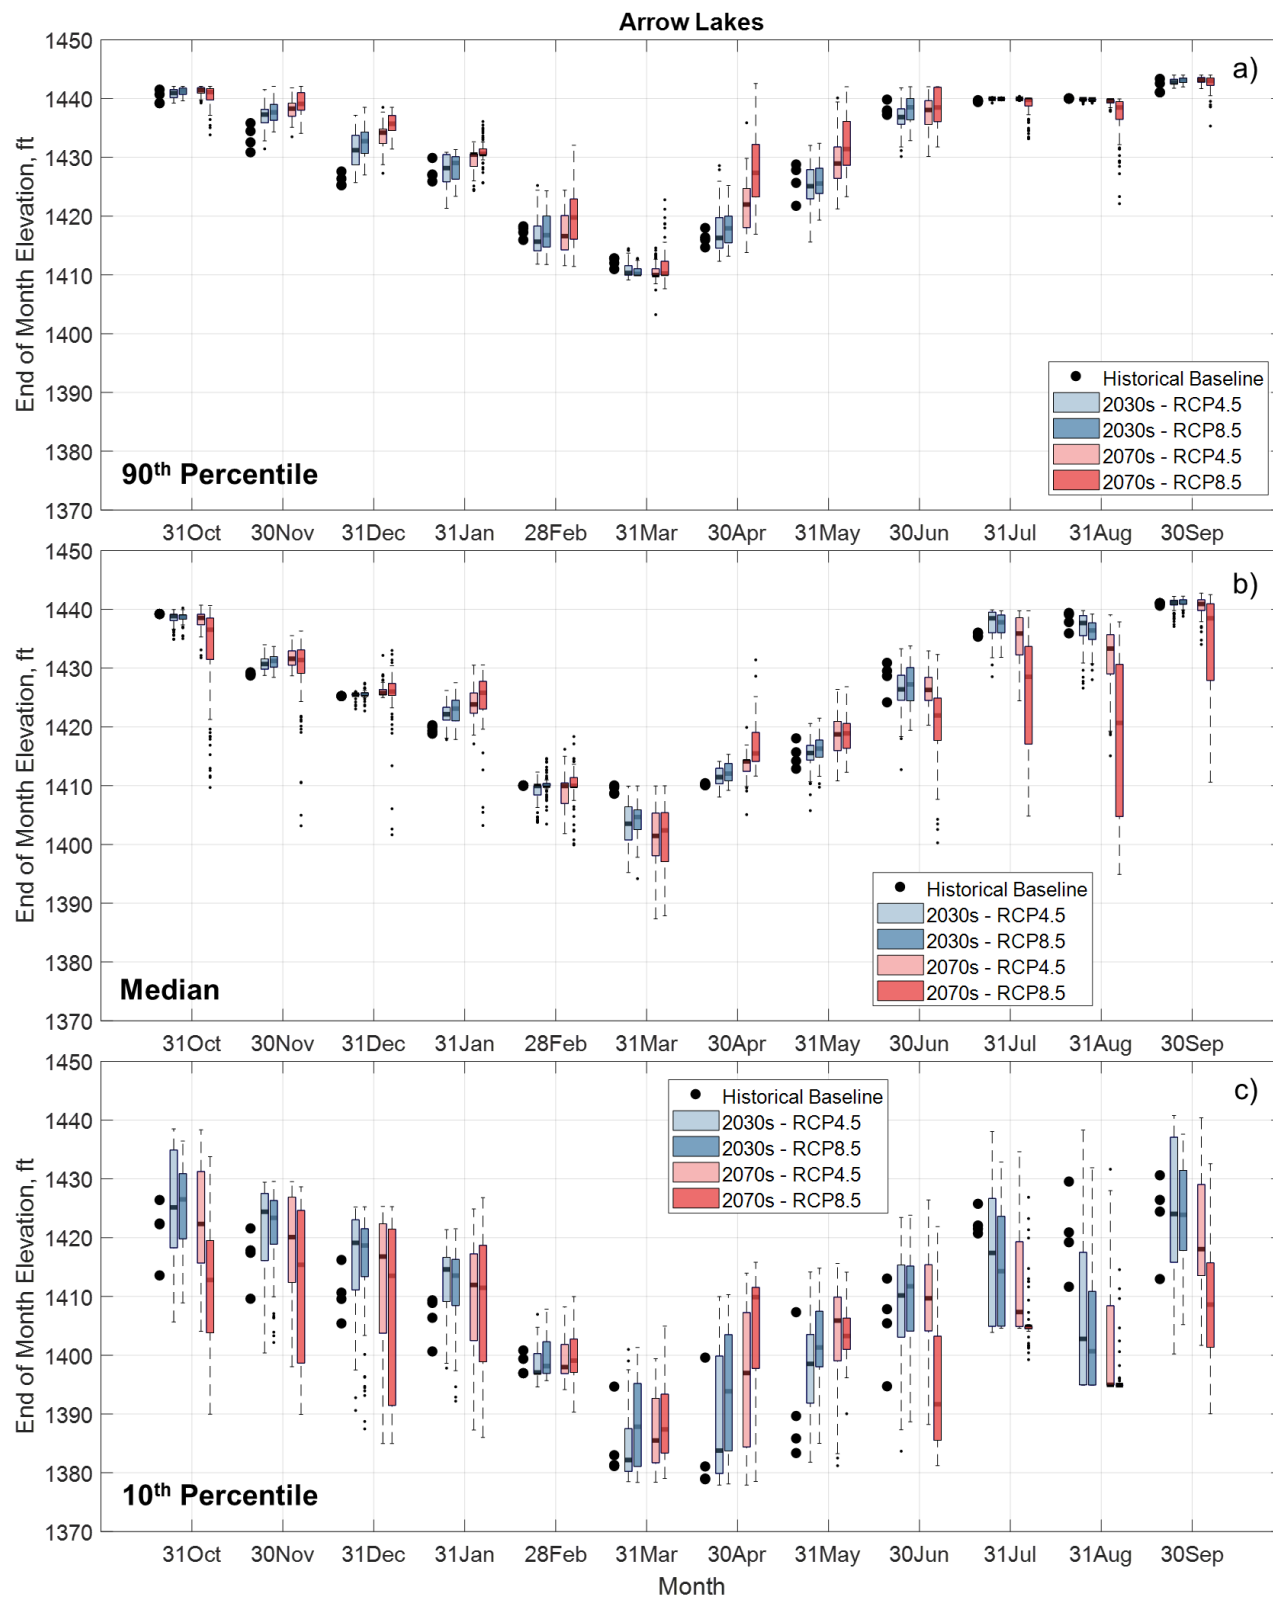 Arrow Lakes
1450
1440
1430
1420
1410
1400
1390
1380
1370
End of Month Elevation, ft
a)
Historical Baseline
2030s - RCP4.5
2030s - RCP8.5
2070s - RCP4.5
2070s - RCP8.5
90th Percentile
31Oct 30Nov 31Dec 31Jan 28Feb 31Mar 30Apr 31May 30Jun 31Jul 31Aug 30Sep
1450
1440
1430
1420
1410
1400
1390
1380
1370
End of Month Elevation, ft
b)
Historical Baseline
2030s - RCP4.5
2030s - RCP8.5
2070s - RCP4.5
2070s - RCP8.5
Median
31Oct 30Nov 31Dec 31Jan 28Feb 31Mar 30Apr 31May 30Jun 31Jul 31Aug 30Sep
1450
1440
1430
1420
1410
1400
1390
1380
1370
End of Month Elevation, ft
c)
Historical Baseline
2030s - RCP4.5
2030s - RCP8.5
2070s - RCP4.5
2070s - RCP8.5
10th Percentile
31Oct 30Nov 31Dec 31Jan 28Feb 31Mar 30Apr 31May 30Jun 31Jul 31Aug 30Sep
Month